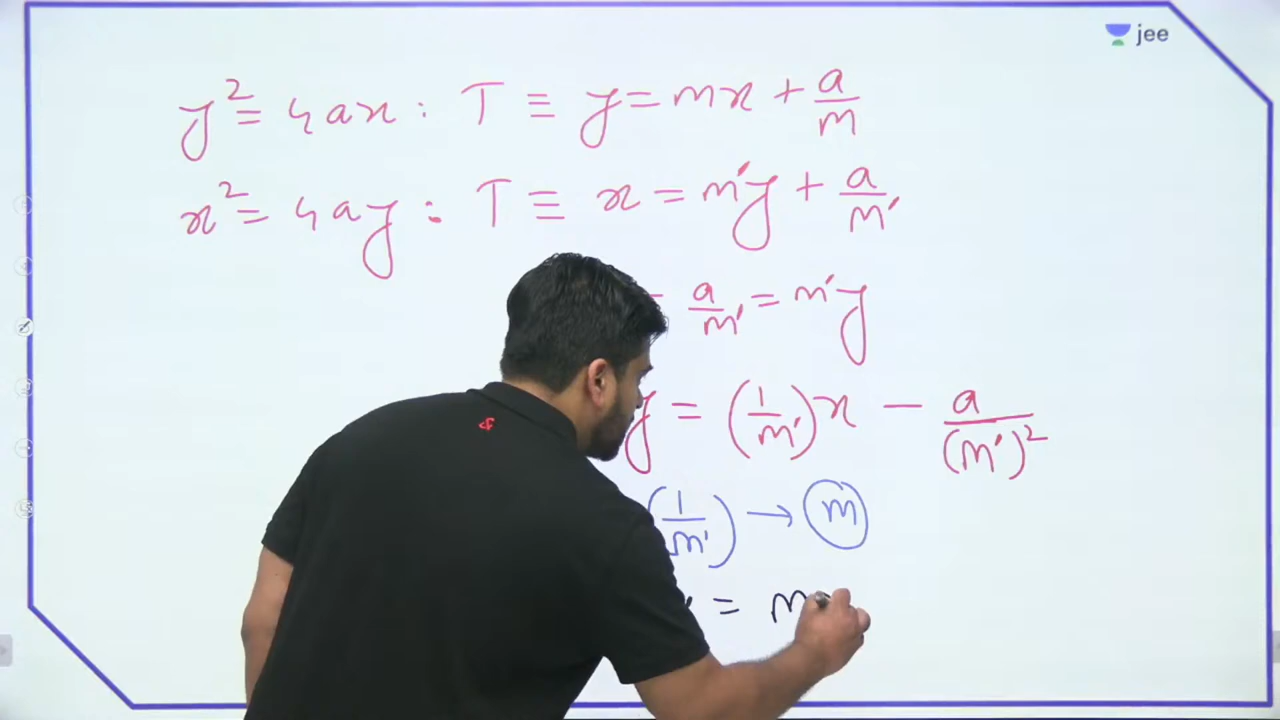 jee
y² = 4ax : T ≡ y = mx + a/m
x² = 4ay : T ≡ x = m'y + a/m'
a/m' = m'y
y = (1/m')x - a/(m')²
(1/m') → m
= m